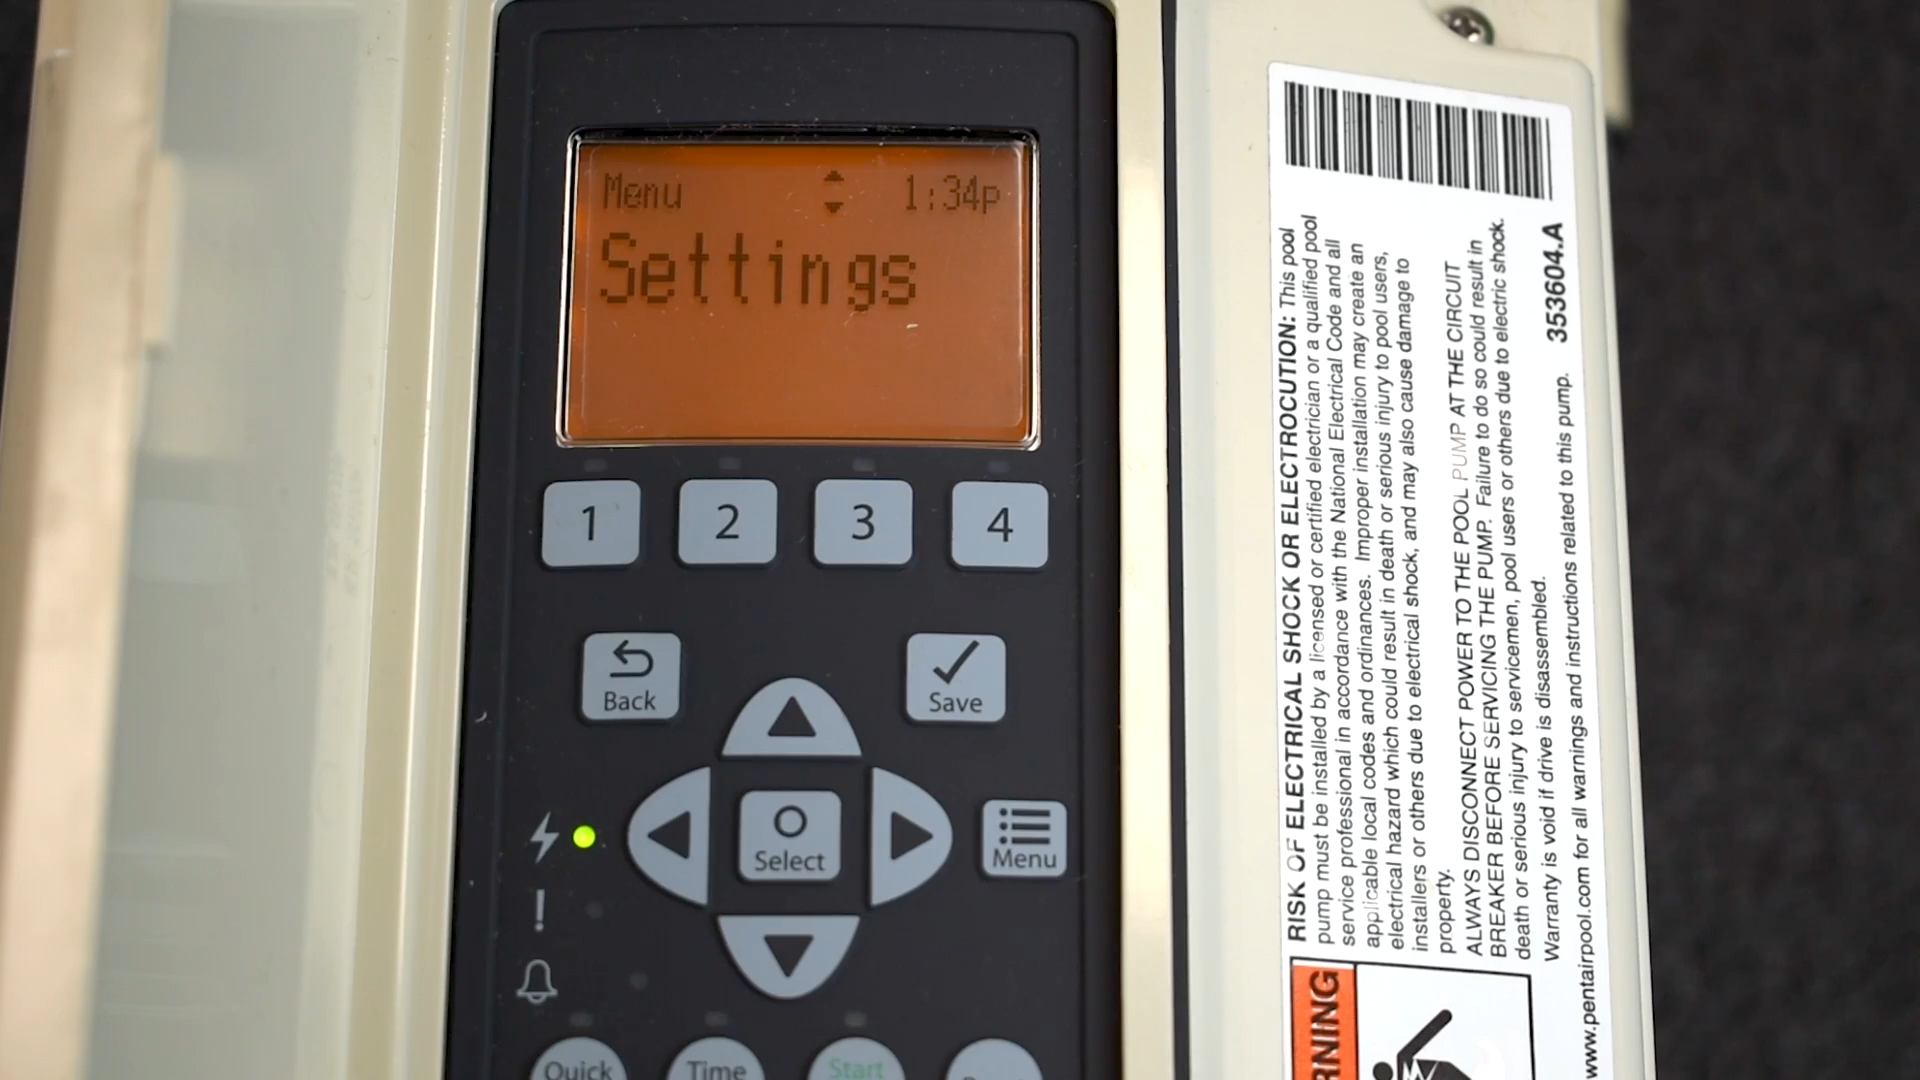 Menu 1:34p
Settings
1 2 3 4
Back Save
Select Menu
Quick Time Start
353604.A
RISK OF ELECTRICAL SHOCK OR ELECTROCUTION: This pool
pump must be installed by a licensed or certified electrician or a qualified pool
service professional in accordance with the National Electrical Code and all
applicable local codes and ordinances. Improper installation may create an
electrical hazard which could result in death or serious injury to pool users,
installers or others due to electrical shock, and may also cause damage to
property.
ALWAYS DISCONNECT POWER TO THE POOL PUMP AT THE CIRCUIT
BREAKER BEFORE SERVICING THE PUMP. Failure to do so could result in
death or serious injury to servicemen, pool users or others due to electric shock.
Warranty is void if drive is disassembled.
www.pentairpool.com for all warnings and instructions related to this pump.
RNING